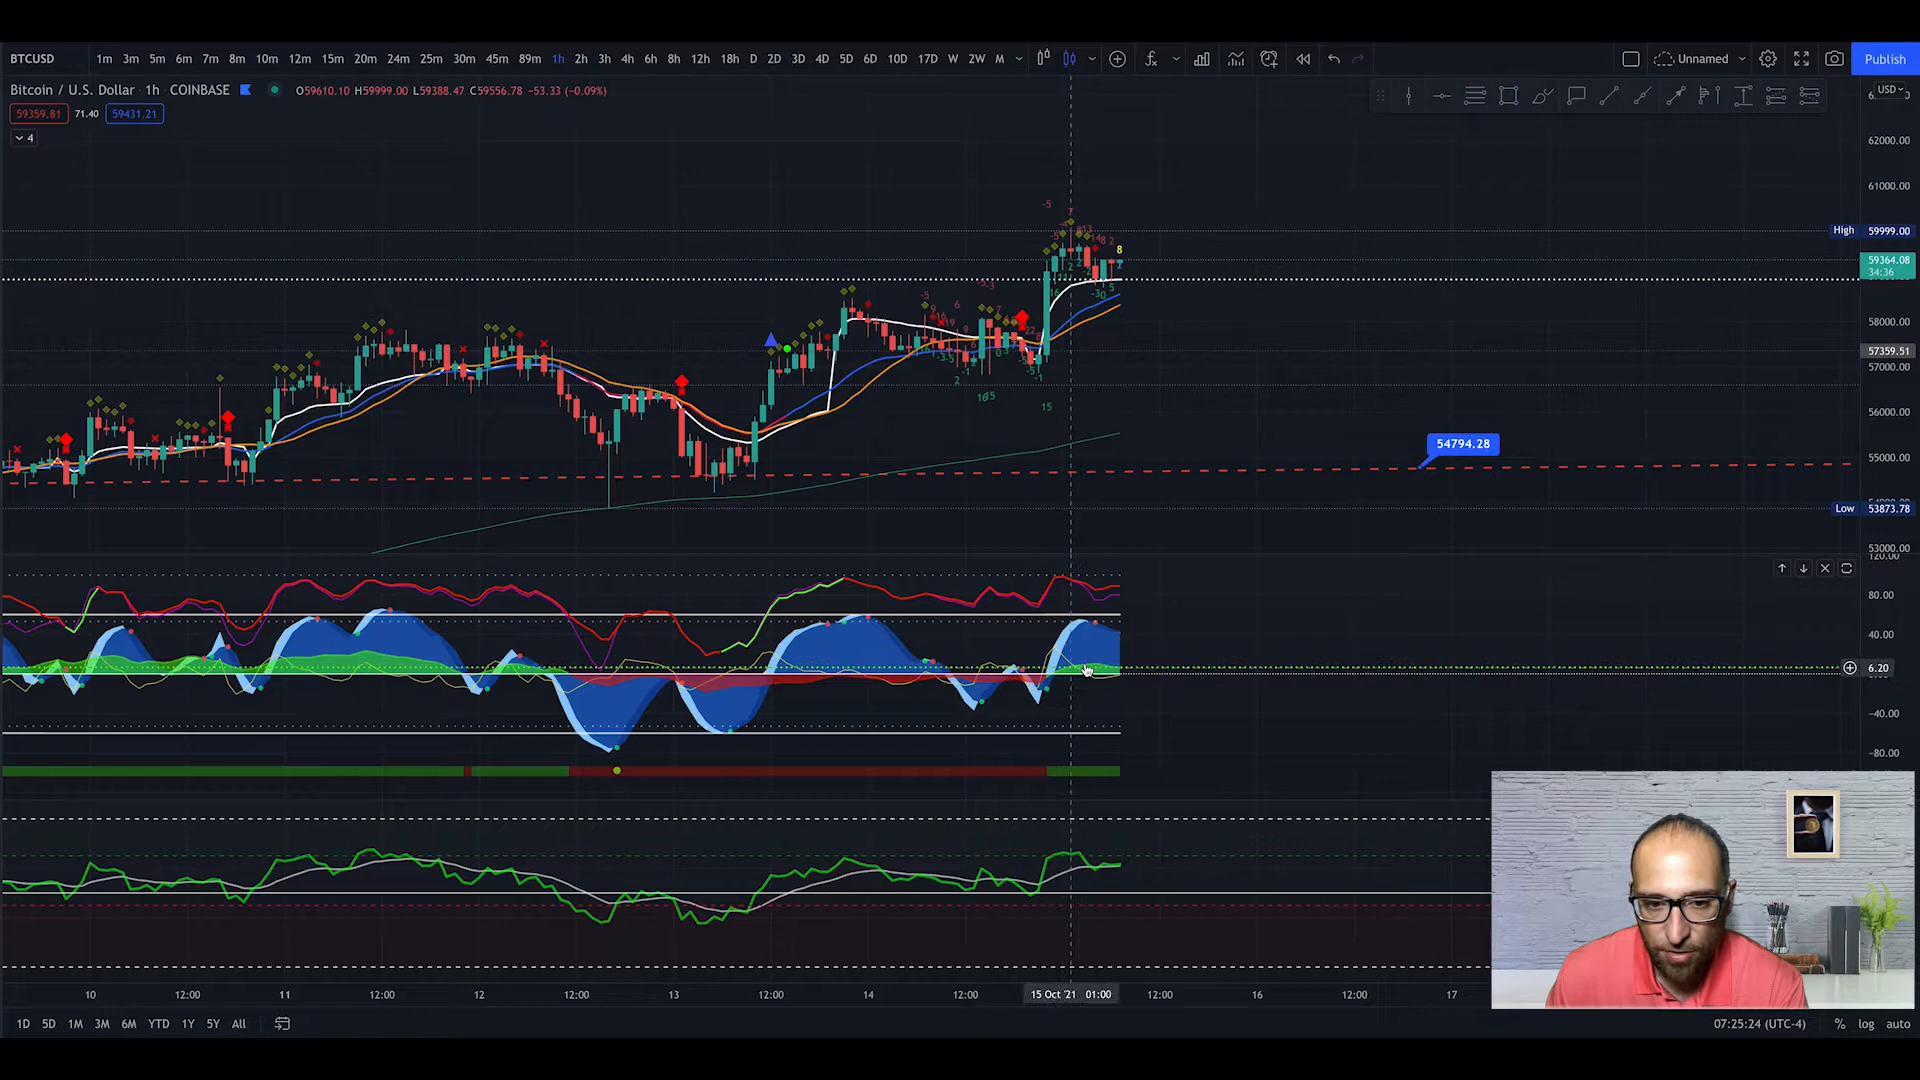 BTCUSD 1m 3m 5m 6m 7m 8m 10m 12m 15m 20m 24m 25m 30m 45m 89m 1h 2h 3h 4h 6h 8h 12h 18h D 2D 3D 4D 5D 6D 10D 17D W 2W M Unnamed Publish
Bitcoin / U.S. Dollar · 1h · COINBASE O59610.10 H59999.00 L59388.47 C59556.78 −53.33 (−0.09%) USD
59359.81 71.40 59431.21
4
62000.00
61000.00
High 59999.00
59364.08
34:36
58000.00
57359.51
57000.00
56000.00
54794.28
55000.00
Low 53873.78
53000.00
120.00
80.00
40.00
6.20
-40.00
-80.00
10 12:00 11 12:00 12 12:00 13 12:00 14 12:00 15 Oct '21 01:00 12:00 16 12:00 17
1D 5D 1M 3M 6M YTD 1Y 5Y All 07:25:24 (UTC-4) % log auto